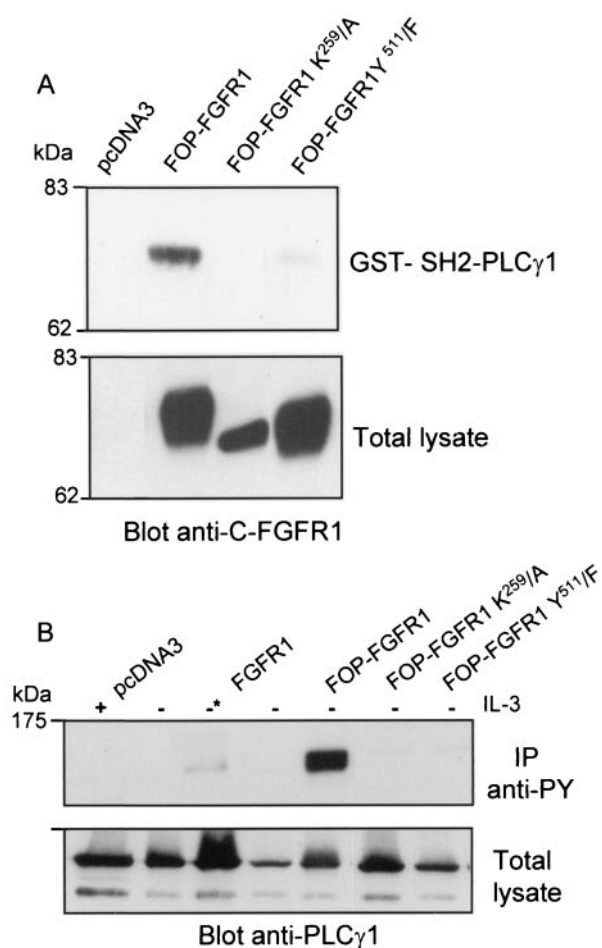 A
kDa
pcDNA3
FOP-FGFR1
FOP-FGFR1 K259/A
FOP-FGFR1Y 511/F
83
62
GST- SH2-PLCγ1
83
62
Total lysate
Blot anti-C-FGFR1
B
kDa
pcDNA3
FGFR1
FOP-FGFR1
FOP-FGFR1 K259/A
FOP-FGFR1 Y511/F
+ - -* - - - - IL-3
175
IP
anti-PY
Total
lysate
Blot anti-PLCγ1